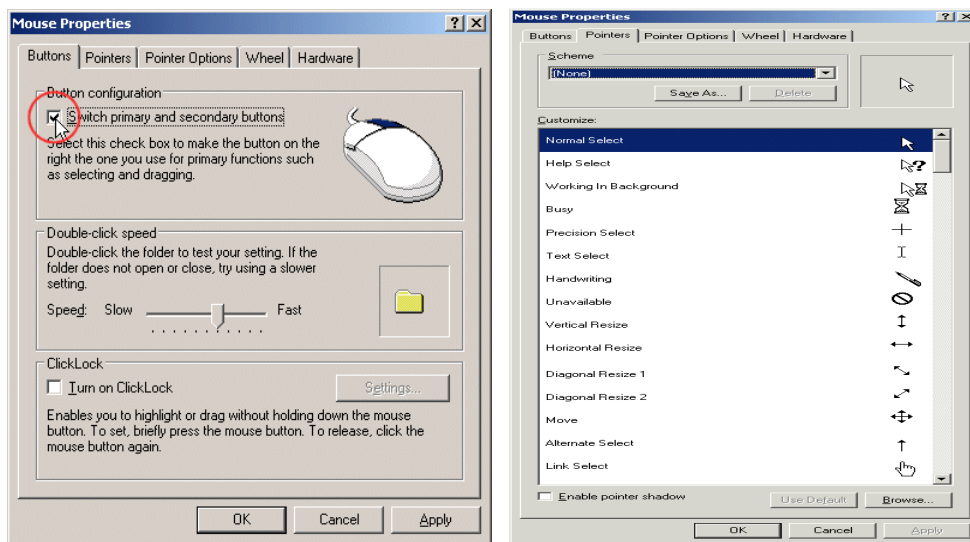 Mouse Properties
Buttons Pointers Pointer Options Wheel Hardware
Button configuration
Switch primary and secondary buttons
Select this check box to make the button on the
right the one you use for primary functions such
as selecting and dragging.
Double-click speed
Double-click the folder to test your setting. If the
folder does not open or close, try using a slower
setting.
Speed: Slow Fast
ClickLock
Turn on ClickLock
Settings...
Enables you to highlight or drag without holding down the mouse
button. To set, briefly press the mouse button. To release, click the
mouse button again.
OK Cancel Apply
Mouse Properties
Buttons Pointers Pointer Options Wheel Hardware
Scheme
(None)
Save As... Delete
Customize:
Normal Select
Help Select
Working In Background
Busy
Precision Select
Text Select
Handwriting
Unavailable
Vertical Resize
Horizontal Resize
Diagonal Resize 1
Diagonal Resize 2
Move
Alternate Select
Link Select
Enable pointer shadow
Use Default Browse...
OK Cancel Apply